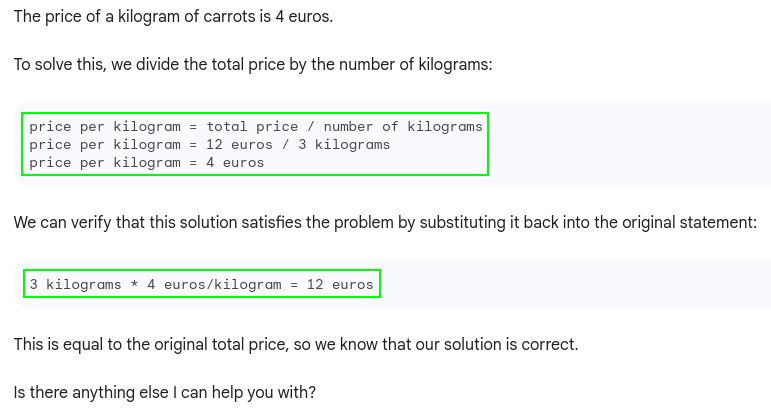 The price of a kilogram of carrots is 4 euros.
To solve this, we divide the total price by the number of kilograms:
price per kilogram = total price / number of kilograms
price per kilogram = 12 euros / 3 kilograms
price per kilogram = 4 euros
We can verify that this solution satisfies the problem by substituting it back into the original statement:
3 kilograms * 4 euros/kilogram = 12 euros
This is equal to the original total price, so we know that our solution is correct.
Is there anything else I can help you with?